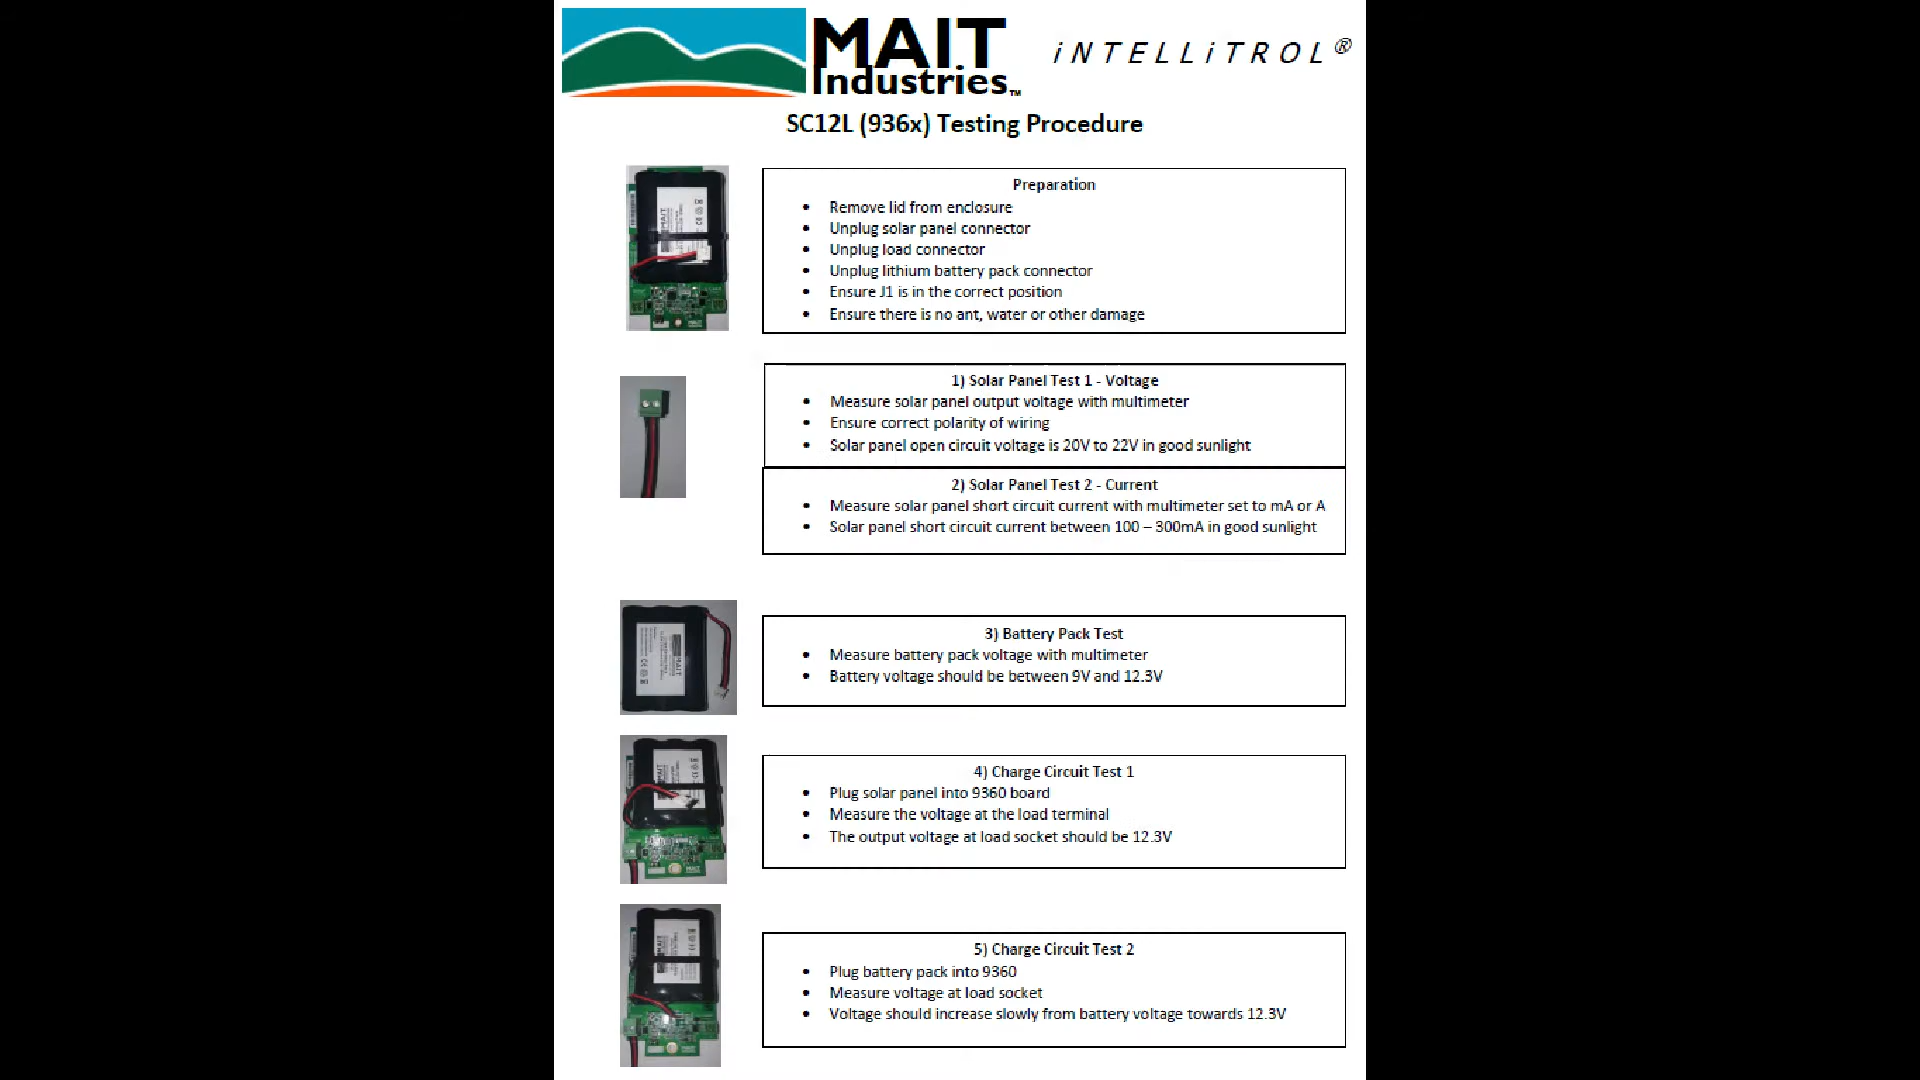 MAIT
Industries™
iNTELLiTROL®
SC12L (936x) Testing Procedure
Preparation
• Remove lid from enclosure
• Unplug solar panel connector
• Unplug load connector
• Unplug lithium battery pack connector
• Ensure J1 is in the correct position
• Ensure there is no ant, water or other damage
1) Solar Panel Test 1 - Voltage
• Measure solar panel output voltage with multimeter
• Ensure correct polarity of wiring
• Solar panel open circuit voltage is 20V to 22V in good sunlight
2) Solar Panel Test 2 - Current
• Measure solar panel short circuit current with multimeter set to mA or A
• Solar panel short circuit current between 100 – 300mA in good sunlight
3) Battery Pack Test
• Measure battery pack voltage with multimeter
• Battery voltage should be between 9V and 12.3V
4) Charge Circuit Test 1
• Plug solar panel into 9360 board
• Measure the voltage at the load terminal
• The output voltage at load socket should be 12.3V
5) Charge Circuit Test 2
• Plug battery pack into 9360
• Measure voltage at load socket
• Voltage should increase slowly from battery voltage towards 12.3V
MAIT
MAIT
MAIT
MAIT
MAIT
MAIT
MAIT